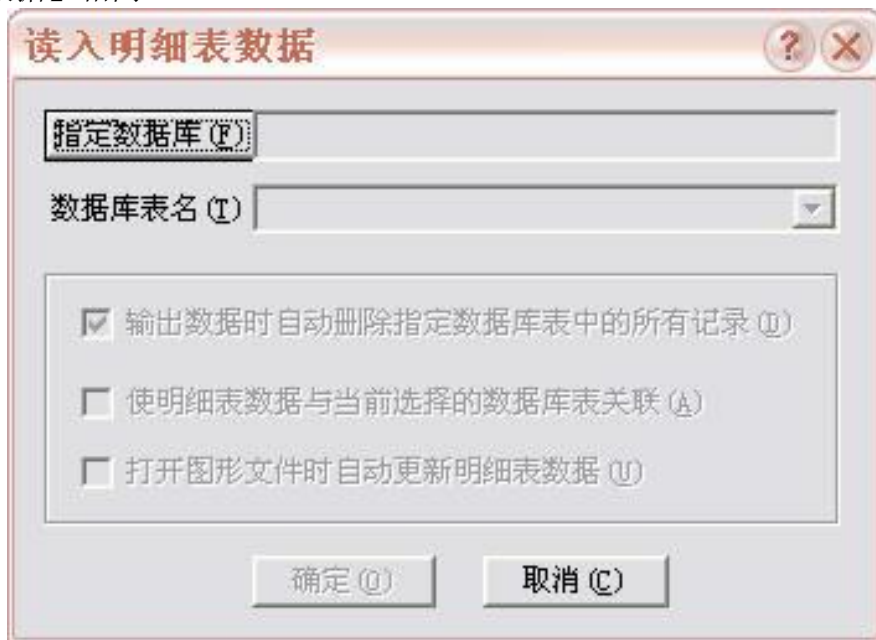 读入明细表数据
指定数据库(F)
数据库表名(T)
输出数据时自动删除指定数据库表中的所有记录(D)
使明细表数据与当前选择的数据库表关联(A)
打开图形文件时自动更新明细表数据(U)
确定(O) 取消(C)